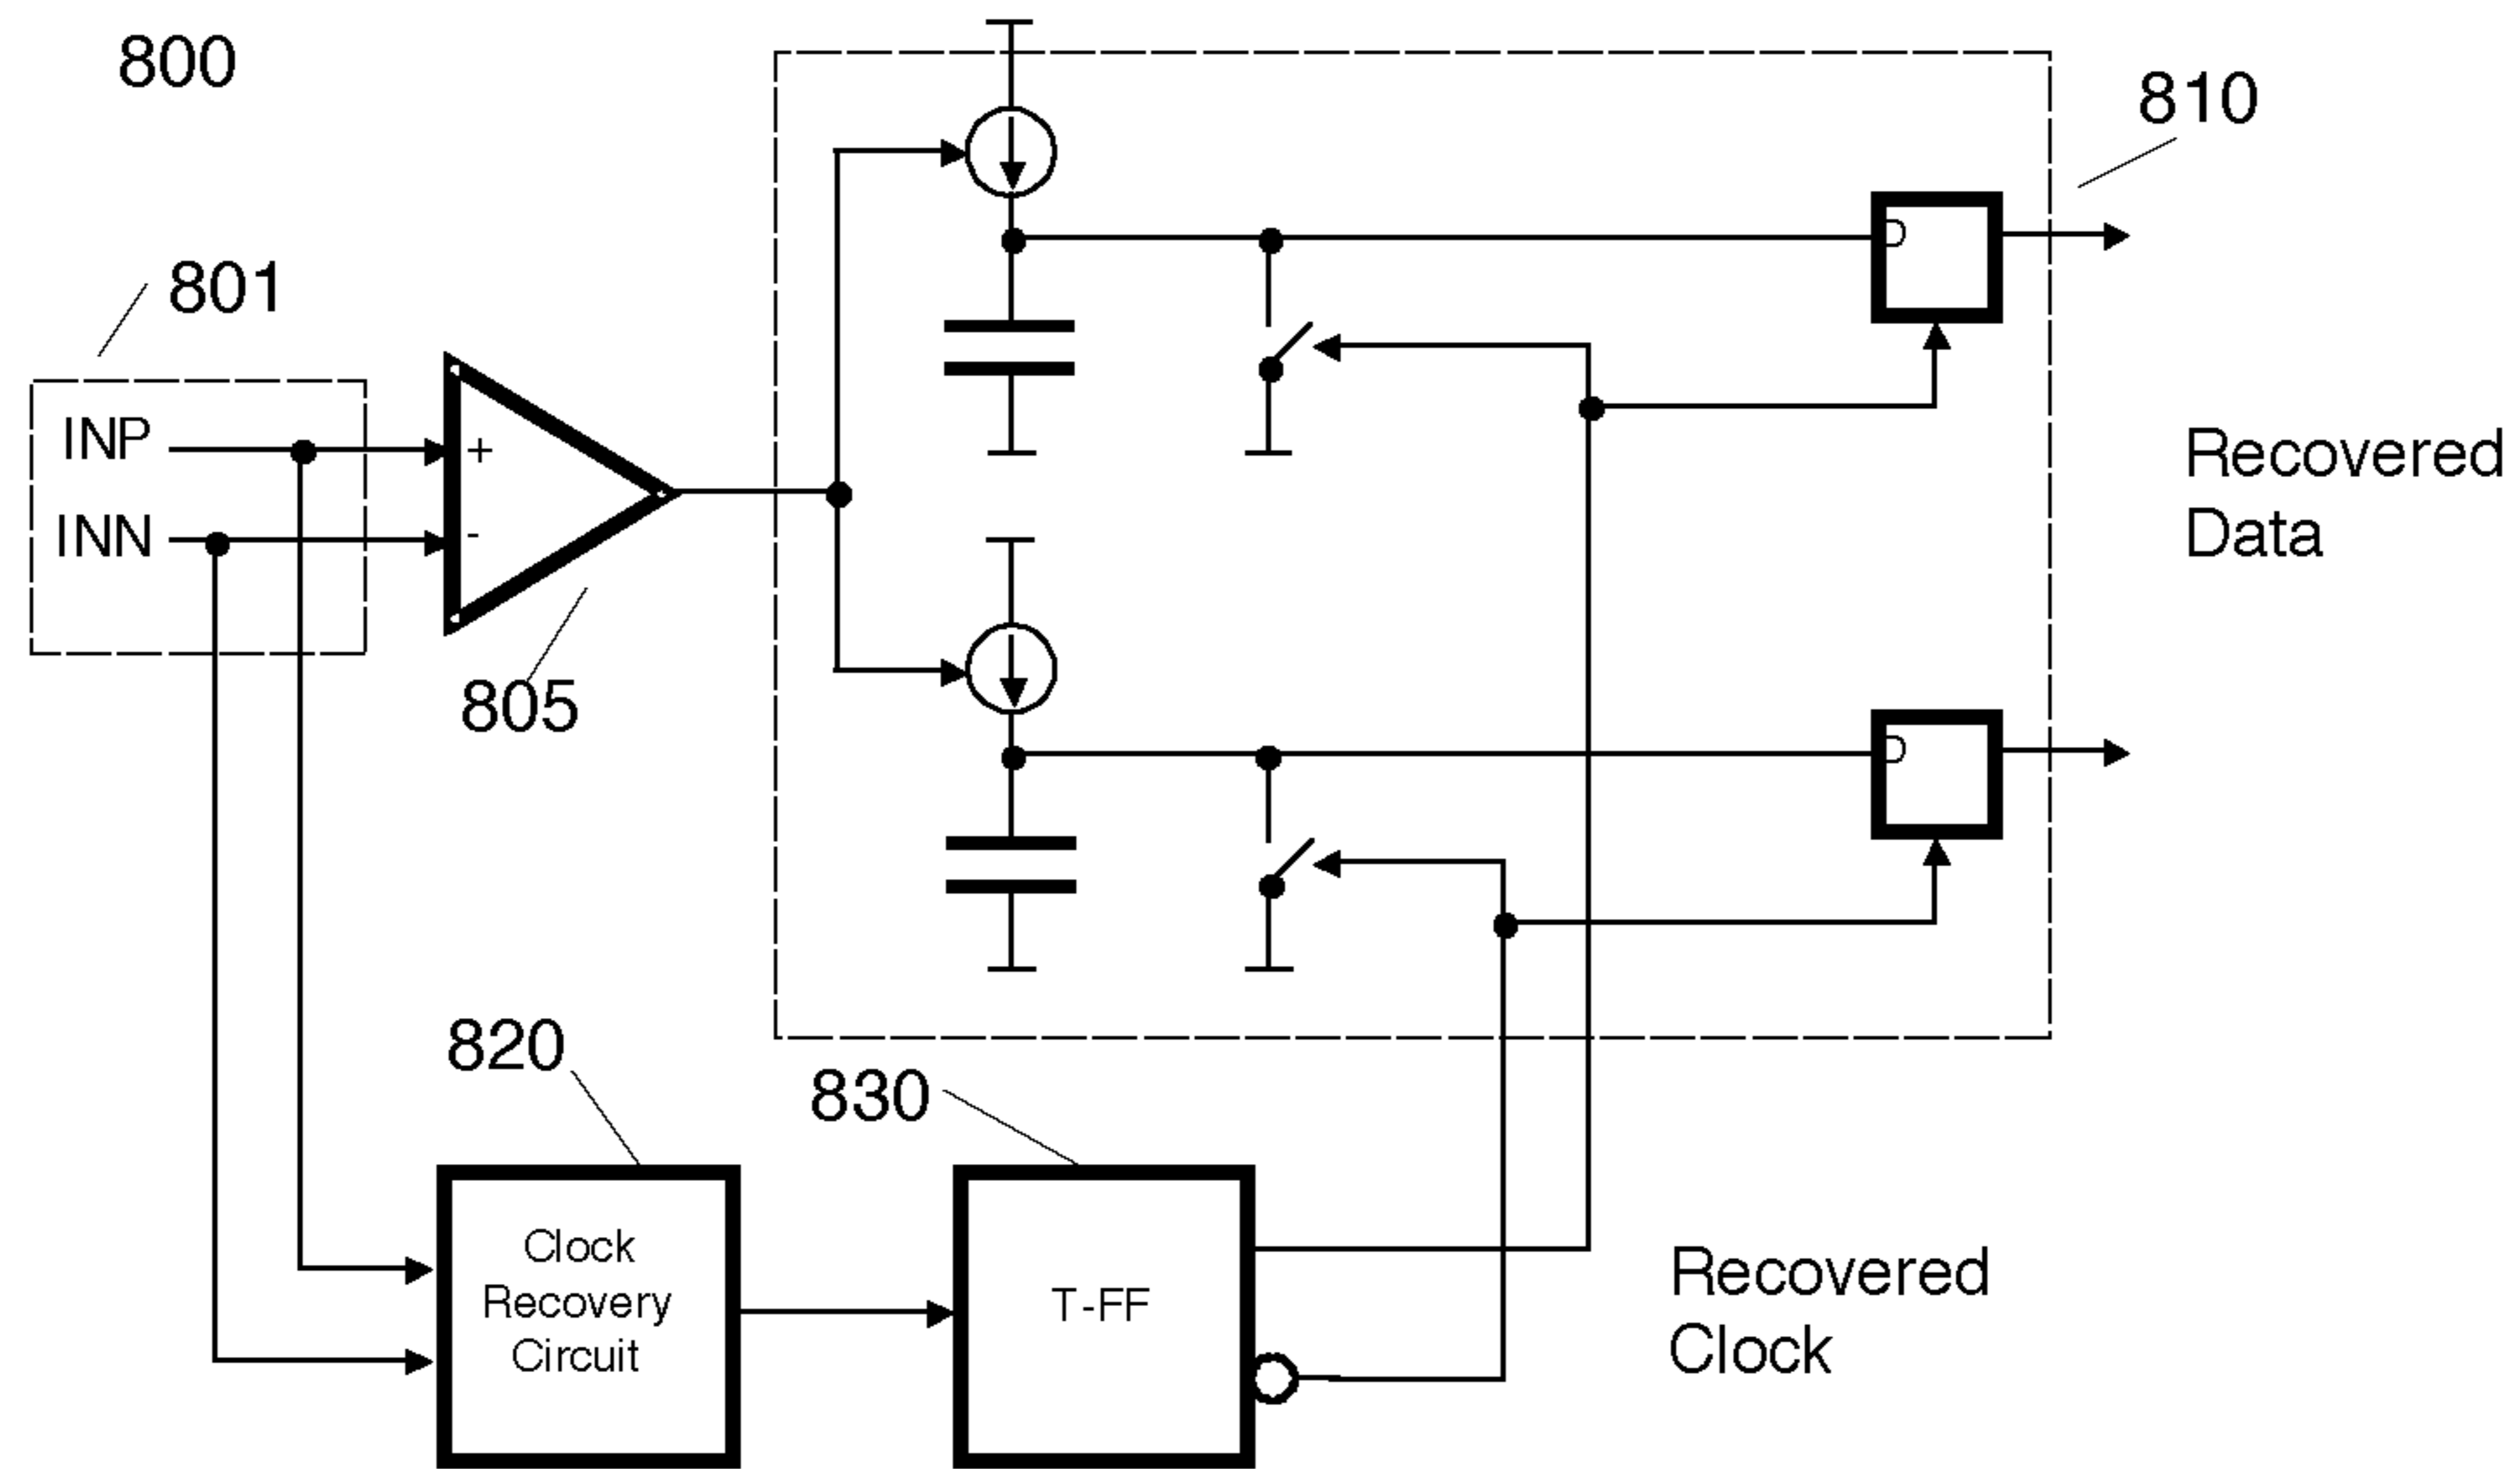 800
810
801
INP
+
INN
-
805
D
D
Recovered
Data
820
830
Clock
Recovery
Circuit
T-FF
Recovered
Clock